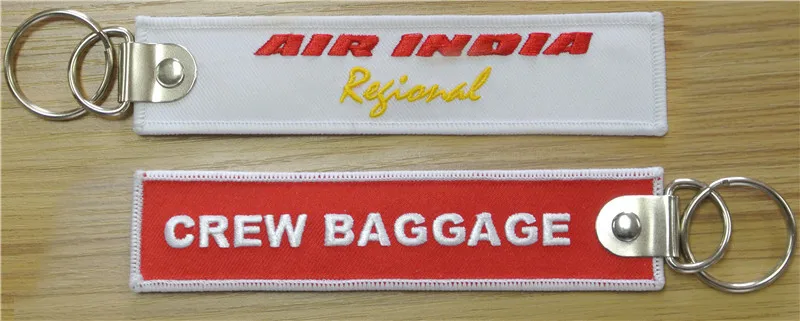 AIR INDIA
Regional
CREW BAGGAGE